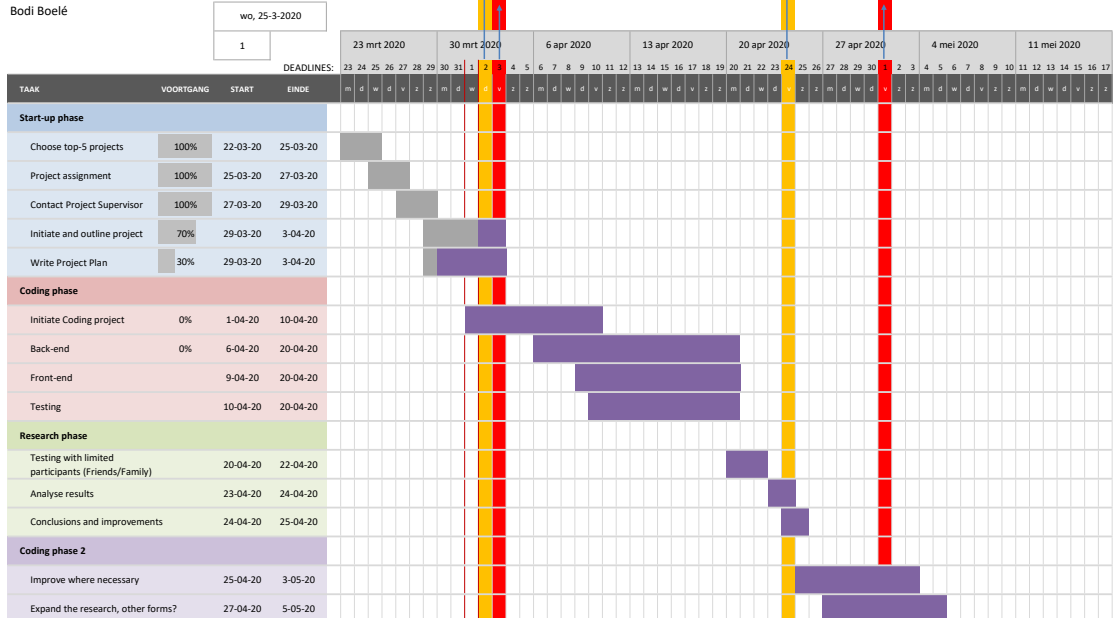 Bodi Boelé
wo, 25-3-2020
1
23 mrt 2020 30 mrt 2020 6 apr 2020 13 apr 2020 20 apr 2020 27 apr 2020 4 mei 2020 11 mei 2020
DEADLINES: 23 24 25 26 27 28 29 30 31 1 2 3 4 5 6 7 8 9 10 11 12 13 14 15 16 17 18 19 20 21 22 23 24 25 26 27 28 29 30 1 2 3 4 5 6 7 8 9 10 11 12 13 14 15 16 17
TAAK VOORTGANG START EINDE m d w d v z z m d w d v z z m d w d v z z m d w d v z z m d w d v z z m d w d v z z m d w d v z z m d w d v z z
Start-up phase
Choose top-5 projects 100% 22-03-20 25-03-20
Project assignment 100% 25-03-20 27-03-20
Contact Project Supervisor 100% 27-03-20 29-03-20
Initiate and outline project 70% 29-03-20 3-04-20
Write Project Plan 30% 29-03-20 3-04-20
Coding phase
Initiate Coding project 0% 1-04-20 10-04-20
Back-end 0% 6-04-20 20-04-20
Front-end 9-04-20 20-04-20
Testing 10-04-20 20-04-20
Research phase
Testing with limited
participants (Friends/Family) 20-04-20 22-04-20
Analyse results 23-04-20 24-04-20
Conclusions and improvements 24-04-20 25-04-20
Coding phase 2
Improve where necessary 25-04-20 3-05-20
Expand the research, other forms? 27-04-20 5-05-20